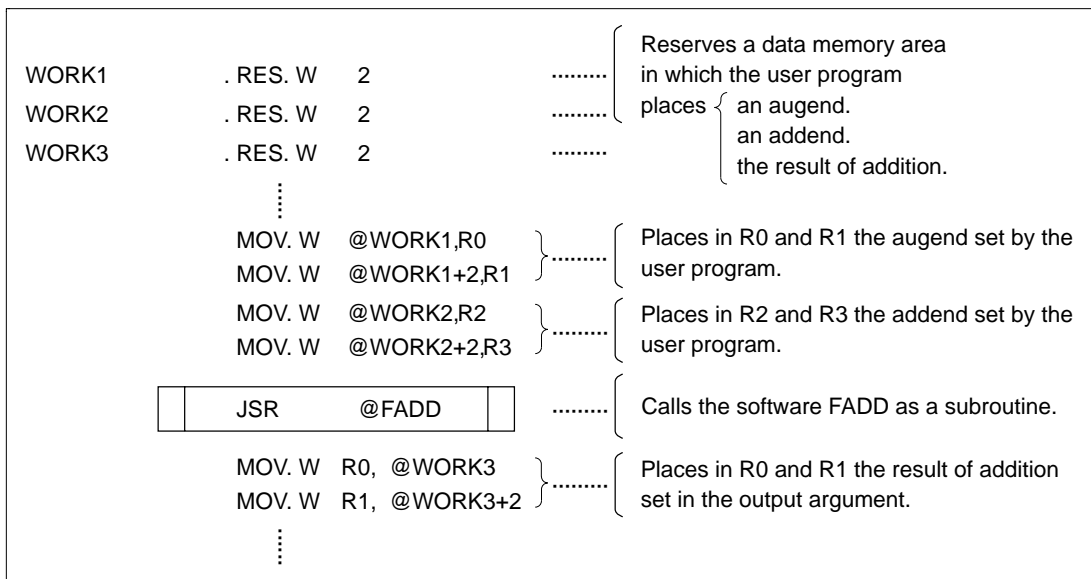 WORK1 . RES. W 2 ......... Reserves a data memory area
in which the user program
WORK2 . RES. W 2 ......... places { an augend.
an addend.
WORK3 . RES. W 2 ......... the result of addition.
MOV. W @WORK1,R0 ......... Places in R0 and R1 the augend set by the
MOV. W @WORK1+2,R1 user program.
MOV. W @WORK2,R2 ......... Places in R2 and R3 the addend set by the
MOV. W @WORK2+2,R3 user program.
JSR @FADD ......... Calls the software FADD as a subroutine.
MOV. W R0, @WORK3 ......... Places in R0 and R1 the result of addition
MOV. W R1, @WORK3+2 set in the output argument.